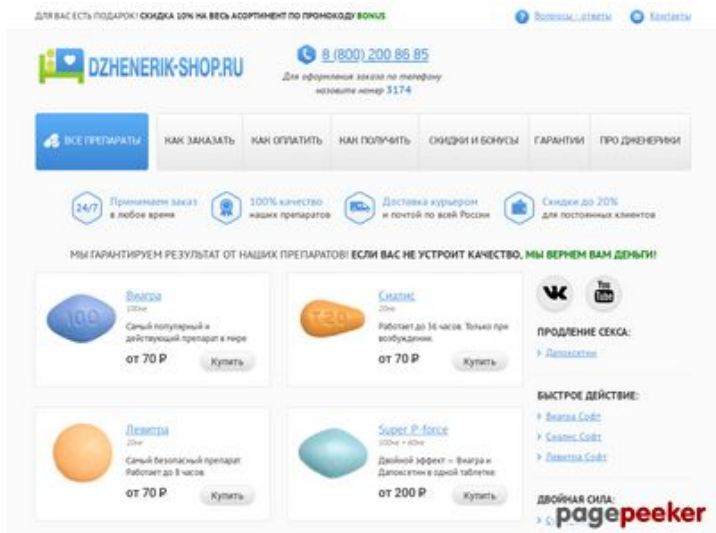 ДЛЯ ВАС ЕСТЬ ПОДАРОК! СКИДКА 10% НА ВЕСЬ АСОРТИМЕНТ ПО ПРОМОКОДУ BONUS
Вопросы - ответы
Контакты
DZHENERIK-SHOP.RU
8 (800) 200 86 85
Для оформления заказа по телефону
назовите номер 3174
ВСЕ ПРЕПАРАТЫ
КАК ЗАКАЗАТЬ
КАК ОПЛАТИТЬ
КАК ПОЛУЧИТЬ
СКИДКИ И БОНУСЫ
ГАРАНТИИ
ПРО ДЖЕНЕРИКИ
24/7
Принимаем заказ
в любое время
100% качество
наших препаратов
Доставка курьером
и почтой по всей России
Скидки до 20%
для постоянных клиентов
МЫ ГАРАНТИРУЕМ РЕЗУЛЬТАТ ОТ НАШИХ ПРЕПАРАТОВ! ЕСЛИ ВАС НЕ УСТРОИТ КАЧЕСТВО, МЫ ВЕРНЕМ ВАМ ДЕНЬГИ!
100
Виагра
100мг
Самый популярный и
действующий препарат в мире
от 70 Р
Купить
T20
Сиалис
20мг
Работает до 36 часов. Только при
возбуждении.
от 70 Р
Купить
Левитра
20мг
Самый безопасный препарат.
Работает до 8 часов.
от 70 Р
Купить
Super P-force
100мг + 60мг
Двойной эффект — Виагра и
Дапоксетин в одной таблетке
от 200 Р
Купить
You
Tube
ПРОДЛЕНИЕ СЕКСА:
Дапоксетин
БЫСТРОЕ ДЕЙСТВИЕ:
Виагра Софт
Сиалис Софт
Левитра Софт
ДВОЙНАЯ СИЛА:
pagepeeker